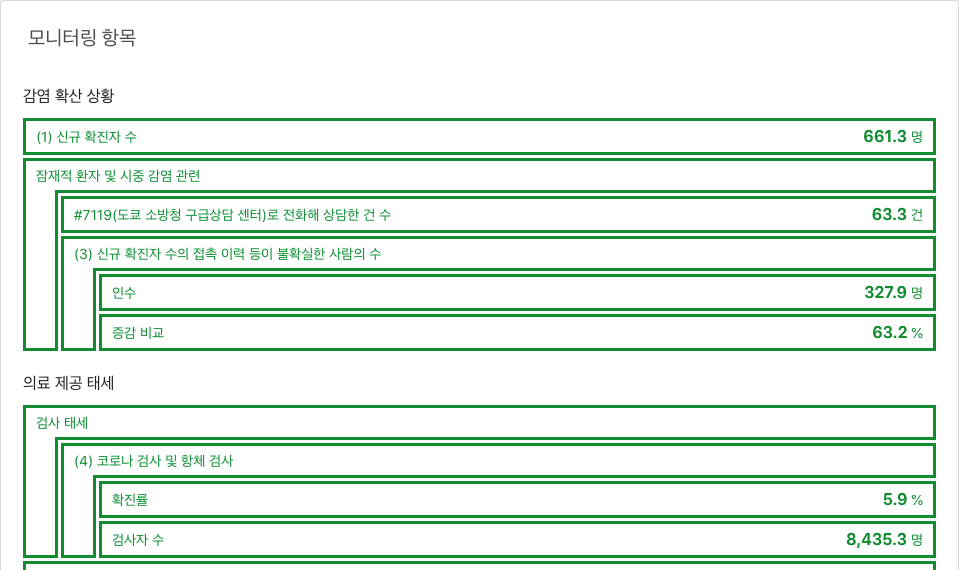 모니터링 항목
감염 확산 상황
(1) 신규 확진자 수 661.3 명
잠재적 환자 및 시중 감염 관련
#7119(도쿄 소방청 구급상담 센터)로 전화해 상담한 건 수 63.3 건
(3) 신규 확진자 수의 접촉 이력 등이 불확실한 사람의 수
인수 327.9 명
증감 비교 63.2 %
의료 제공 태세
검사 태세
(4) 코로나 검사 및 항체 검사
확진률 5.9 %
검사자 수 8,435.3 명